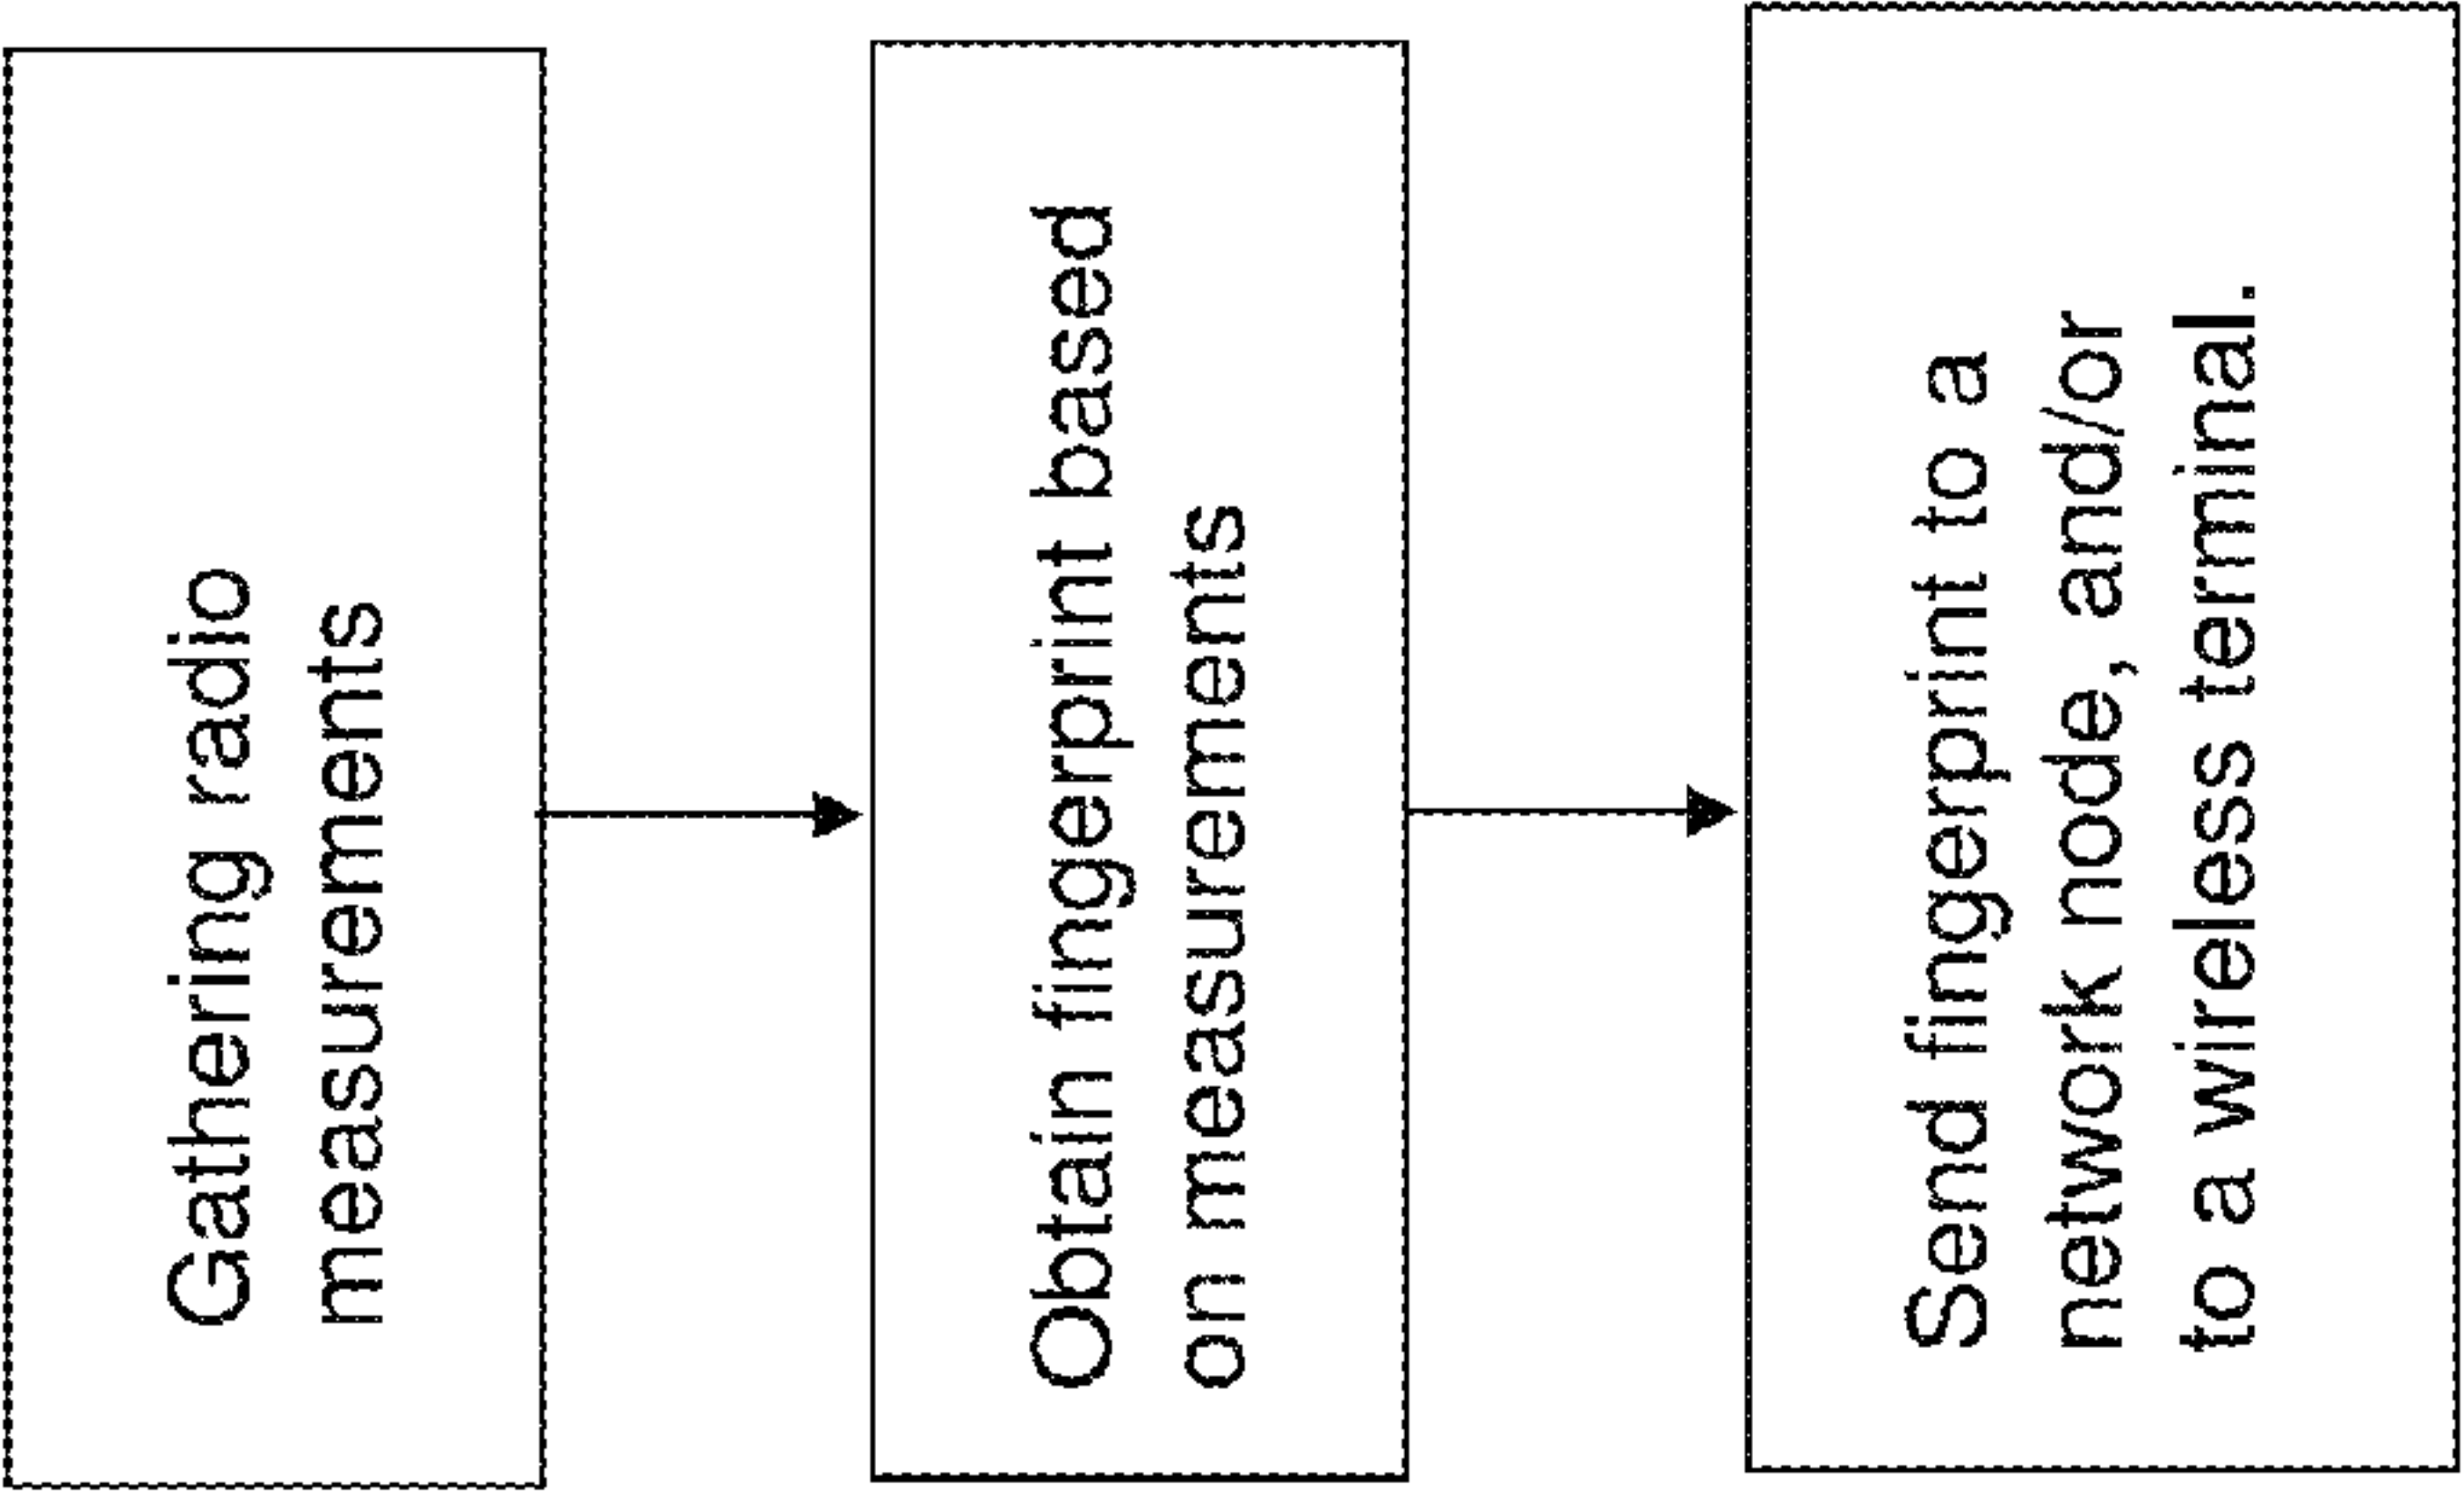 Gathering radio
measurements
Obtain fingerprint based
on measurements
Send fingerprint to a
network node, and/or
to a wireless terminal.